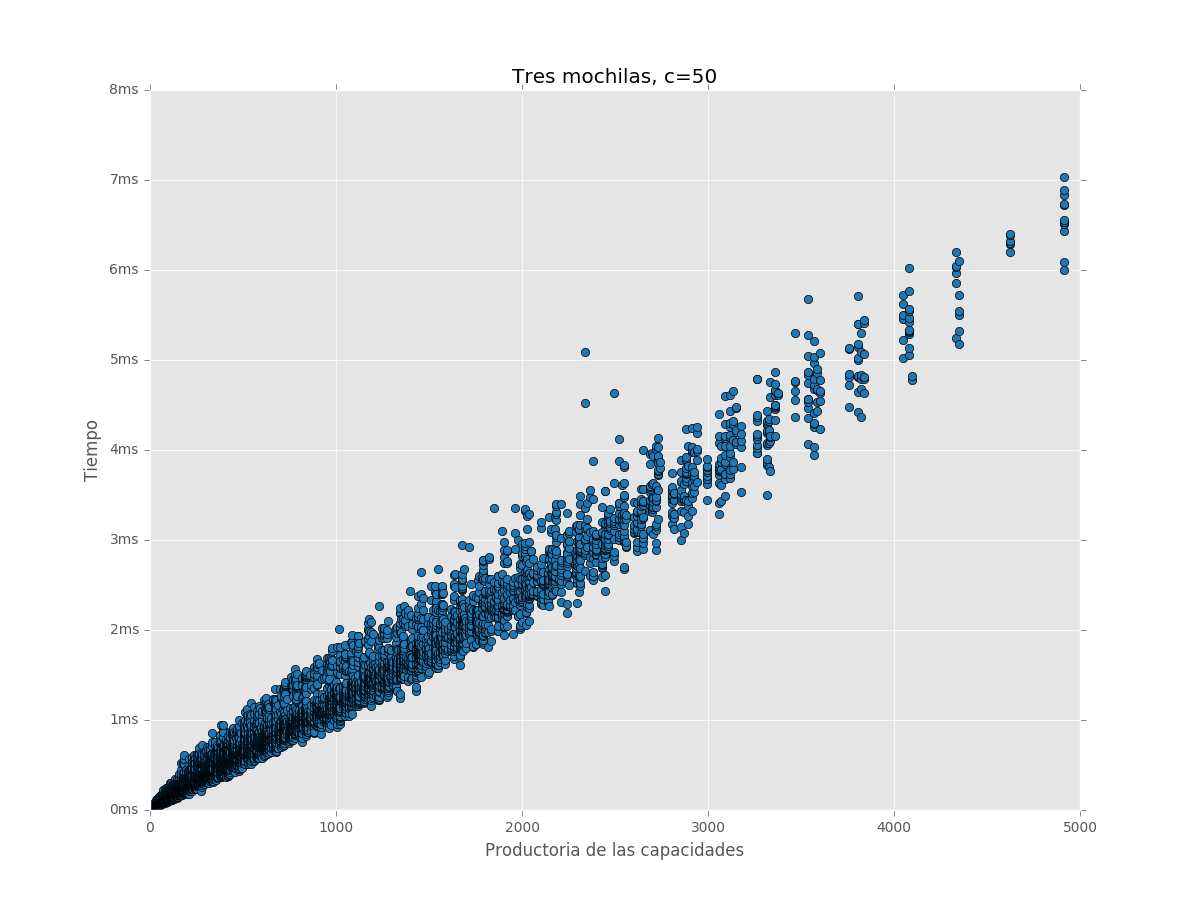 Tres mochilas, c=50
8ms
7ms
6ms
5ms
4ms
3ms
2ms
1ms
0ms
Tiempo
0 1000 2000 3000 4000 5000
Productoria de las capacidades